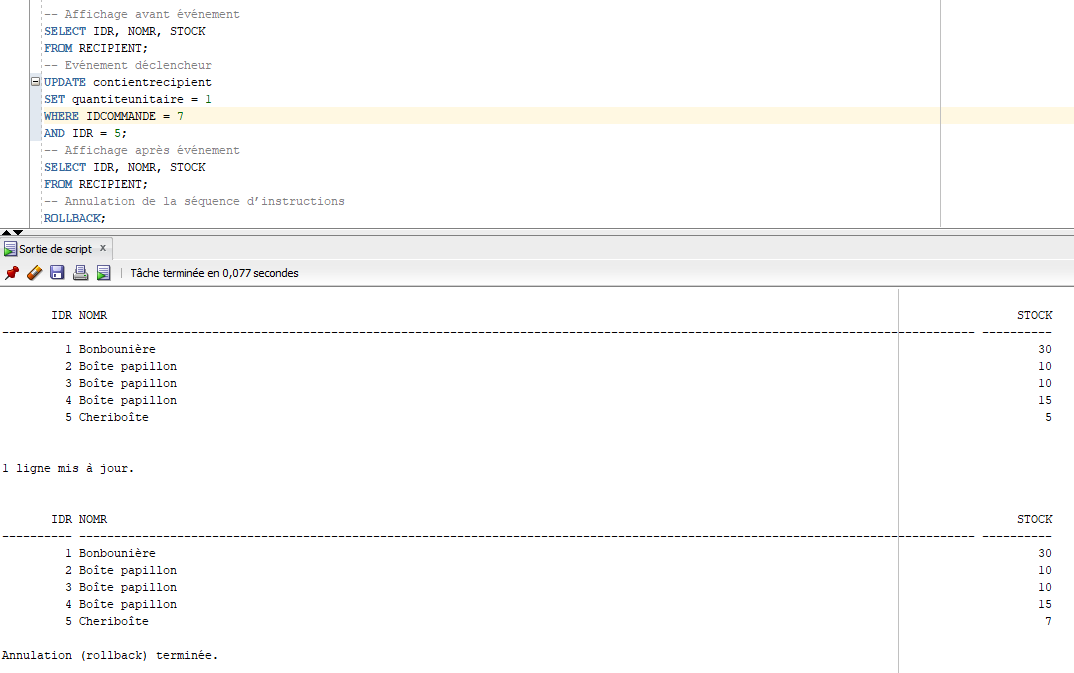 -- Affichage avant événement
SELECT IDR, NOMR, STOCK
FROM RECIPIENT;
-- Evénement déclencheur
UPDATE contientrecipient
SET quantiteunitaire = 1
WHERE IDCOMMANDE = 7
AND IDR = 5;
-- Affichage après événement
SELECT IDR, NOMR, STOCK
FROM RECIPIENT;
-- Annulation de la séquence d’instructions
ROLLBACK;
Sortie de script x
Tâche terminée en 0,077 secondes
IDR NOMR STOCK
1 Bonbounière 30
2 Boîte papillon 10
3 Boîte papillon 10
4 Boîte papillon 15
5 Cheriboîte 5
1 ligne mis à jour.
IDR NOMR STOCK
1 Bonbounière 30
2 Boîte papillon 10
3 Boîte papillon 10
4 Boîte papillon 15
5 Cheriboîte 7
Annulation (rollback) terminée.